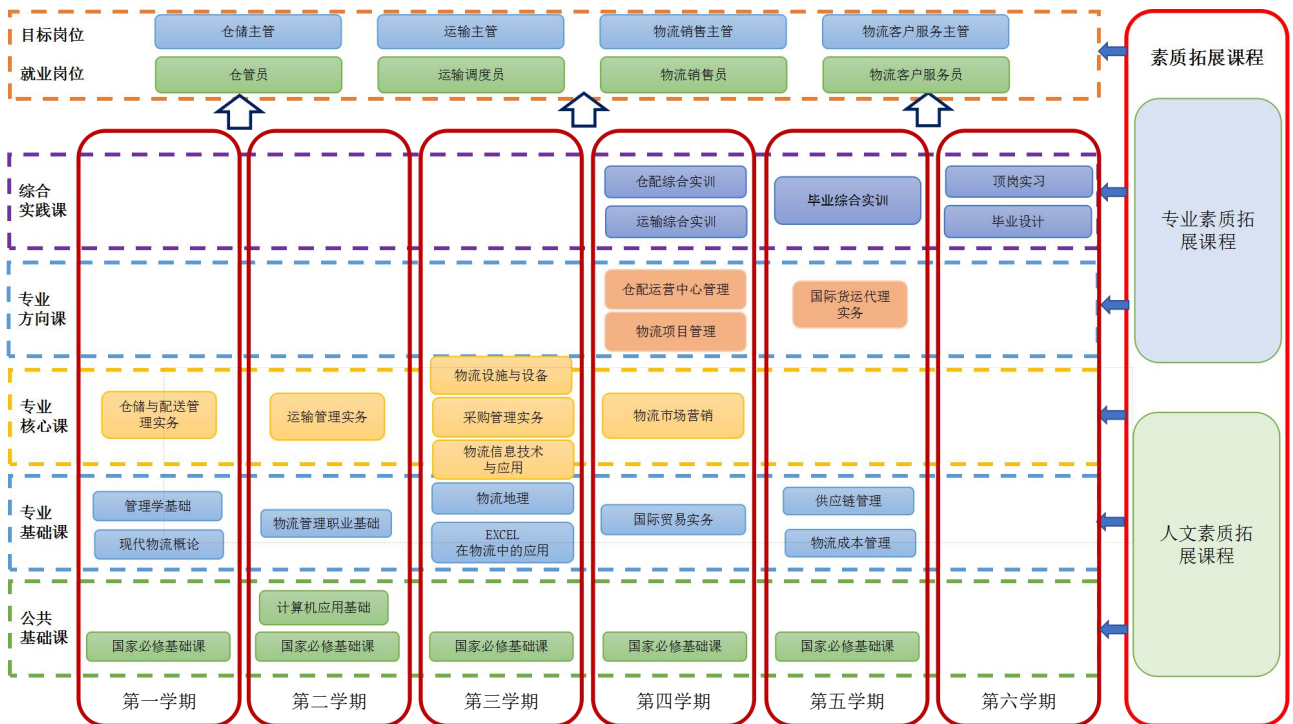 目标岗位
仓储主管
运输主管
物流销售主管
物流客户服务主管
就业岗位
仓管员
运输调度员
物流销售员
物流客户服务员
素质拓展课程
专业素质拓
展课程
人文素质拓
展课程
综合
实践课
仓配综合实训
运输综合实训
毕业综合实训
顶岗实习
毕业设计
专业
方向课
仓配运营中心管理
物流项目管理
国际货运代理
实务
专业
核心课
仓储与配送管
理实务
运输管理实务
物流设施与设备
采购管理实务
物流信息技术
与应用
物流市场营销
专业
基础课
管理学基础
现代物流概论
物流管理职业基础
物流地理
EXCEL
在物流中的应用
国际贸易实务
供应链管理
物流成本管理
公共
基础课
计算机应用基础
国家必修基础课
国家必修基础课
国家必修基础课
国家必修基础课
国家必修基础课
第一学期
第二学期
第三学期
第四学期
第五学期
第六学期